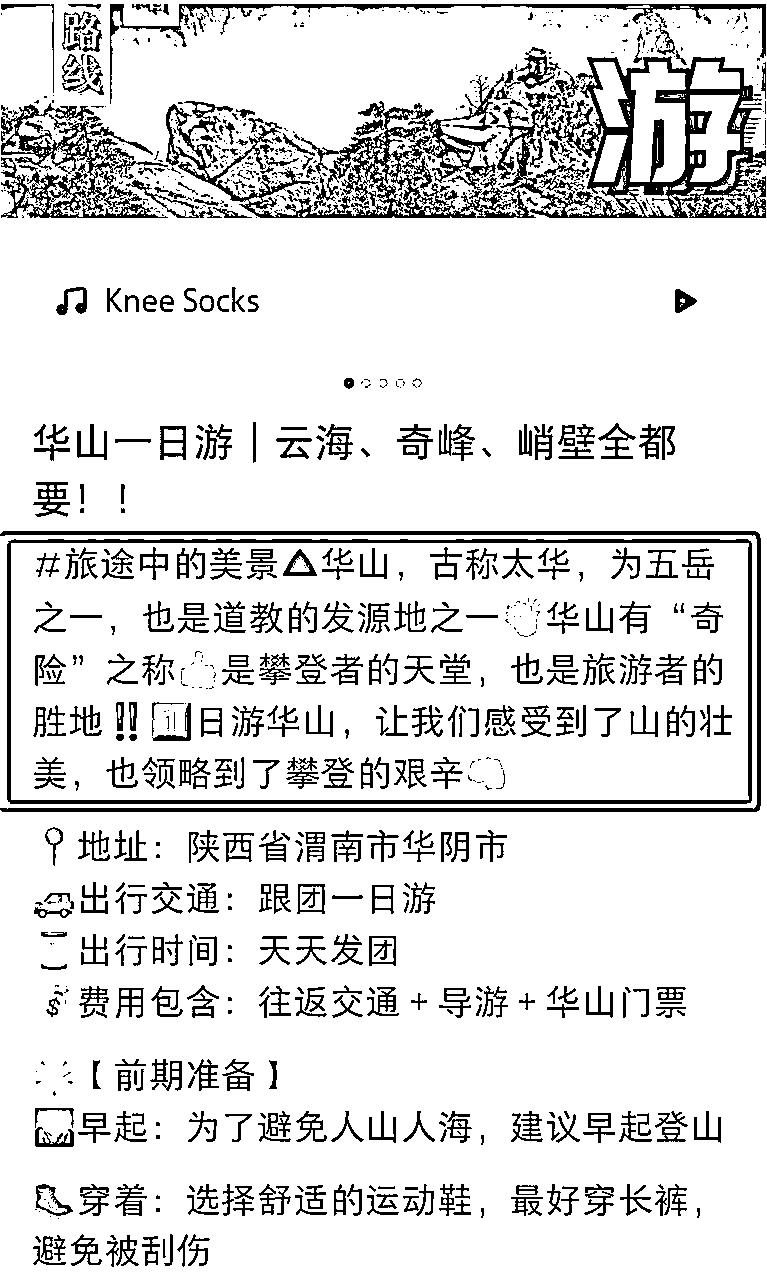 路线
游
Knee Socks
华山一日游｜云海、奇峰、峭壁全都
要！！
#旅途中的美景△华山，古称太华，为五岳
之一，也是道教的发源地之一👏华山有“奇
险”之称👍是攀登者的天堂，也是旅游者的
胜地‼️1️⃣日游华山，让我们感受到了山的壮
美，也领略到了攀登的艰辛💪
📍地址：陕西省渭南市华阴市
🚗出行交通：跟团一日游
⏳出行时间：天天发团
💰费用包含：往返交通+导游+华山门票
☀️【前期准备】
🌄早起：为了避免人山人海，建议早起登山
👟穿着：选择舒适的运动鞋，最好穿长裤，
避免被刮伤